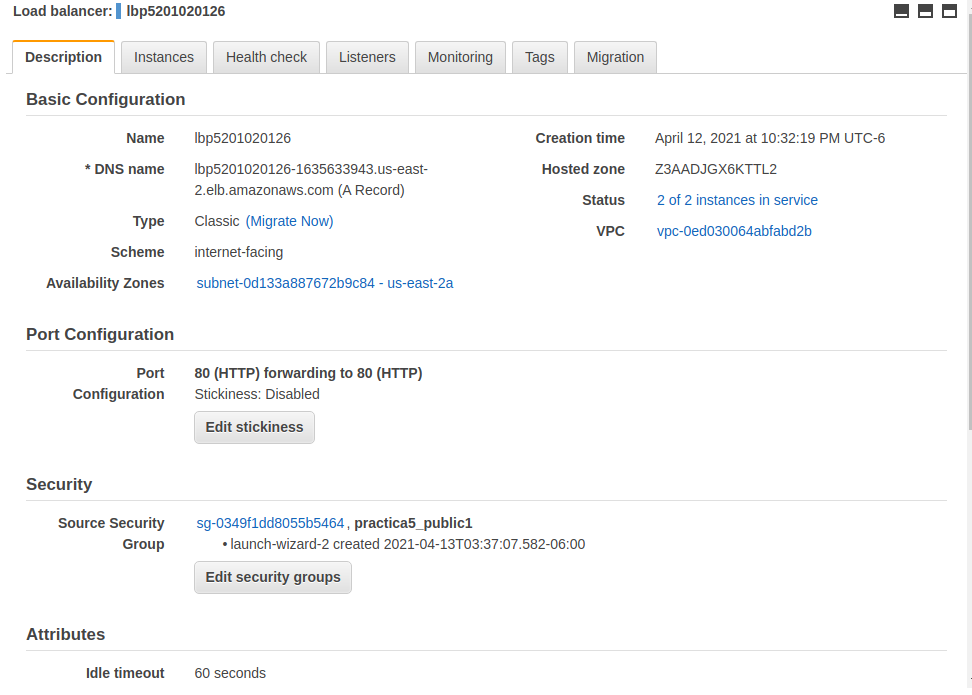 Load balancer: lbp5201020126
Description Instances Health check Listeners Monitoring Tags Migration
Basic Configuration
Name lbp5201020126
* DNS name lbp5201020126-1635633943.us-east-
2.elb.amazonaws.com (A Record)
Type Classic (Migrate Now)
Scheme internet-facing
Availability Zones subnet-0d133a887672b9c84 - us-east-2a
Creation time April 12, 2021 at 10:32:19 PM UTC-6
Hosted zone Z3AADJGX6KTTL2
Status 2 of 2 instances in service
VPC vpc-0ed030064abfabd2b
Port Configuration
Port 80 (HTTP) forwarding to 80 (HTTP)
Configuration Stickiness: Disabled
Edit stickiness
Security
Source Security sg-0349f1dd8055b5464, practica5_public1
Group • launch-wizard-2 created 2021-04-13T03:37:07.582-06:00
Edit security groups
Attributes
Idle timeout 60 seconds